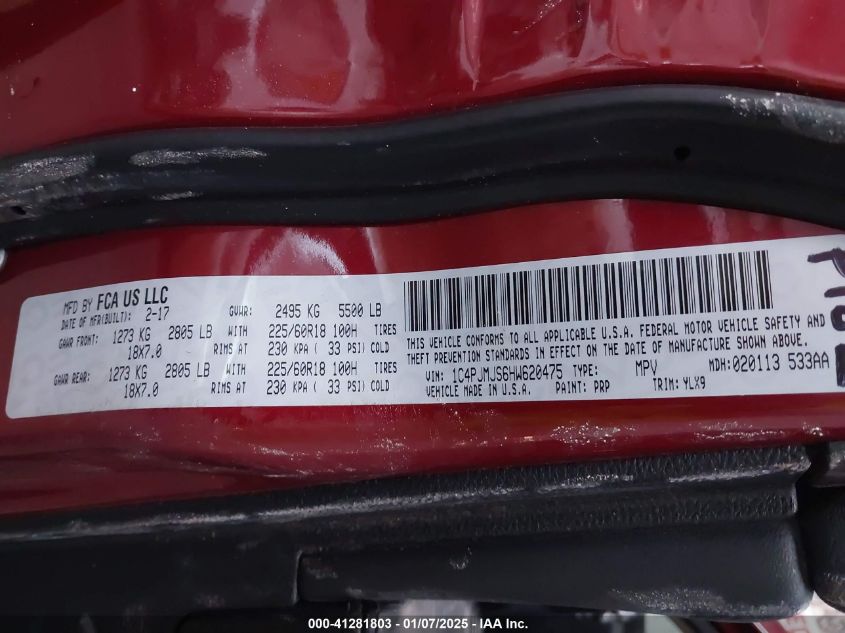 MFD BY FCA US LLC
DATE OF MFR(BUILT): 2-17 GVWR: 2495 KG 5500 LB
GAWR FRONT: 1273 KG 2805 LB WITH 225/60R18 100H TIRES
18X7.0 RIMS AT 230 KPA ( 33 PSI) COLD
GAWR REAR: 1273 KG 2805 LB WITH 225/60R18 100H TIRES
18X7.0 RIMS AT 230 KPA ( 33 PSI) COLD
THIS VEHICLE CONFORMS TO ALL APPLICABLE U.S.A. FEDERAL MOTOR VEHICLE SAFETY AND
THEFT PREVENTION STANDARDS IN EFFECT ON THE DATE OF MANUFACTURE SHOWN ABOVE.
VIN: 1C4PJMJS6HW620475 TYPE: MPV MDH: 020113 533AA
VEHICLE MADE IN U.S.A. PAINT: PRP TRIM: YLX9
000-41281803 - 01/07/2025 - IAA Inc.